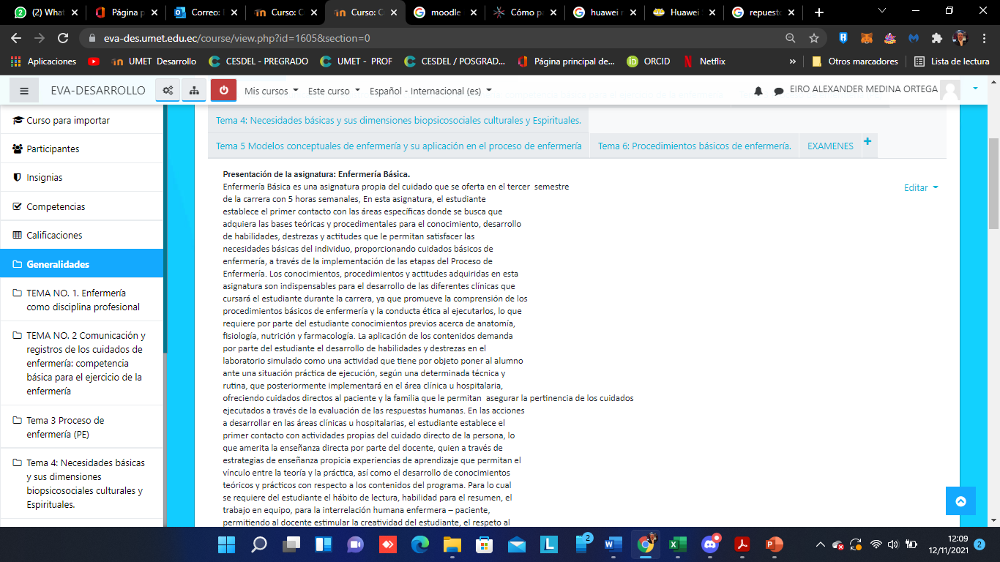 (2) What
Página p
Correo:
Curso: C
Curso: C
moodle
Cómo p
huawei r
Huawei
repuest
eva-des.umet.edu.ec/course/view.php?id=1605&section=0
Aplicaciones
UMET Desarrollo
CESDEL - PREGRADO
UMET - PROF
CESDEL / POSGRAD...
Página principal de...
ORCID
Netflix
»
Otros marcadores
Lista de lectura
EVA-DESARROLLO
Mis cursos
Este curso
Español - Internacional (es)
EIRO ALEXANDER MEDINA ORTEGA
Curso para importar
Participantes
Insignias
Competencias
Calificaciones
Generalidades
TEMA NO. 1. Enfermería
como disciplina profesional
TEMA NO. 2 Comunicación y
registros de los cuidados de
enfermería: competencia
básica para el ejercicio de la
enfermería
Tema 3 Proceso de
enfermería (PE)
Tema 4: Necesidades básicas
y sus dimensiones
biopsicosociales culturales y
Espirituales.
Tema 4: Necesidades básicas y sus dimensiones biopsicosociales culturales y Espirituales.
Tema 5 Modelos conceptuales de enfermería y su aplicación en el proceso de enfermería
Tema 6: Procedimientos básicos de enfermería.
EXAMENES
Presentación de la asignatura: Enfermería Básica.
Editar
Enfermería Básica es una asignatura propia del cuidado que se oferta en el tercer semestre
de la carrera con 5 horas semanales, En esta asignatura, el estudiante
establece el primer contacto con las áreas específicas donde se busca que
adquiera las bases teóricas y procedimentales para el conocimiento, desarrollo
de habilidades, destrezas y actitudes que le permitan satisfacer las
necesidades básicas del individuo, proporcionando cuidados básicos de
enfermería, a través de la implementación de las etapas del Proceso de
Enfermería. Los conocimientos, procedimientos y actitudes adquiridas en esta
asignatura son indispensables para el desarrollo de las diferentes clínicas que
cursará el estudiante durante la carrera, ya que promueve la comprensión de los
procedimientos básicos de enfermería y la conducta ética al ejecutarlos, lo que
requiere por parte del estudiante conocimientos previos acerca de anatomía,
fisiología, nutrición y farmacología. La aplicación de los contenidos demanda
por parte del estudiante el desarrollo de habilidades y destrezas en el
laboratorio simulado como una actividad que tiene por objeto poner al alumno
ante una situación práctica de ejecución, según una determinada técnica y
rutina, que posteriormente implementará en el área clínica u hospitalaria,
ofreciendo cuidados directos al paciente y la familia que le permitan asegurar la pertinencia de los cuidados
ejecutados a través de la evaluación de las respuestas humanas. En las acciones
a desarrollar en las áreas clínicas u hospitalarias, el estudiante establece el
primer contacto con actividades propias del cuidado directo de la persona, lo
que amerita la enseñanza directa por parte del docente, quien a través de
estrategias de enseñanza propicia experiencias de aprendizaje que permitan el
vínculo entre la teoría y la práctica, así como el desarrollo de conocimientos
teóricos y prácticos con respecto a los contenidos del programa. Para lo cual
se requiere del estudiante el hábito de lectura, habilidad para el resumen, el
trabajo en equipo, para la interrelación humana enfermera – paciente,
permitiendo al docente estimular la creatividad del estudiante, el respeto al
12:09
12/11/2021
2
2